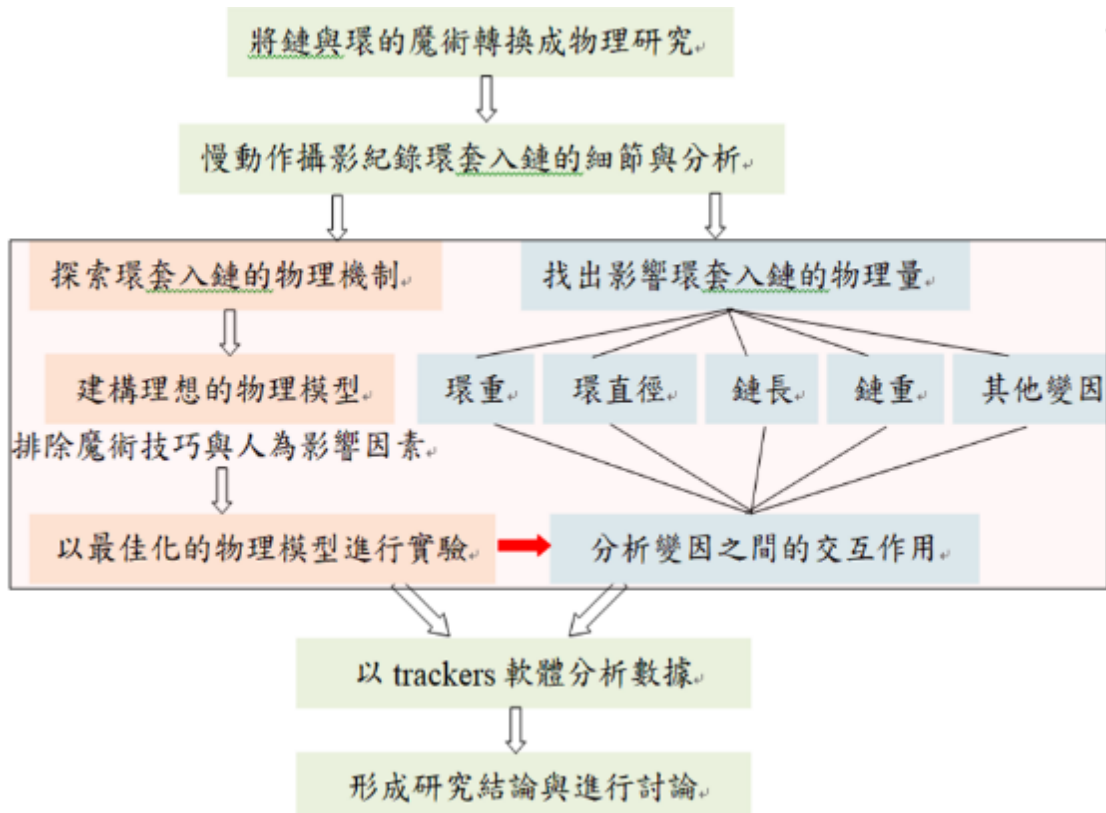 將鏈與環的魔術轉換成物理研究
慢動作攝影紀錄環套入鏈的細節與分析
探索環套入鏈的物理機制
找出影響環套入鏈的物理量
建構理想的物理模型
環重
環直徑
鏈長
鏈重
其他變因
排除魔術技巧與人為影響因素
以最佳化的物理模型進行實驗
分析變因之間的交互作用
以 trackers 軟體分析數據
形成研究結論與進行討論